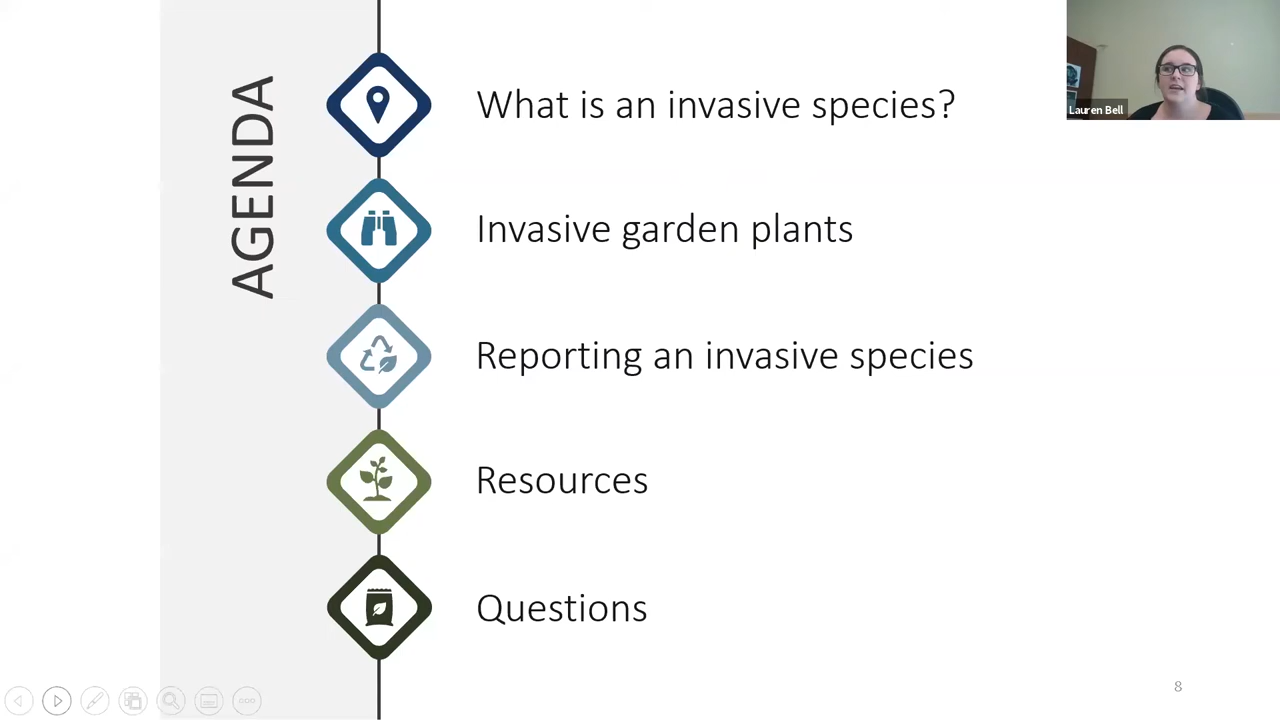 AGENDA
What is an invasive species?
Invasive garden plants
Reporting an invasive species
Resources
Questions
Lauren Bell
8